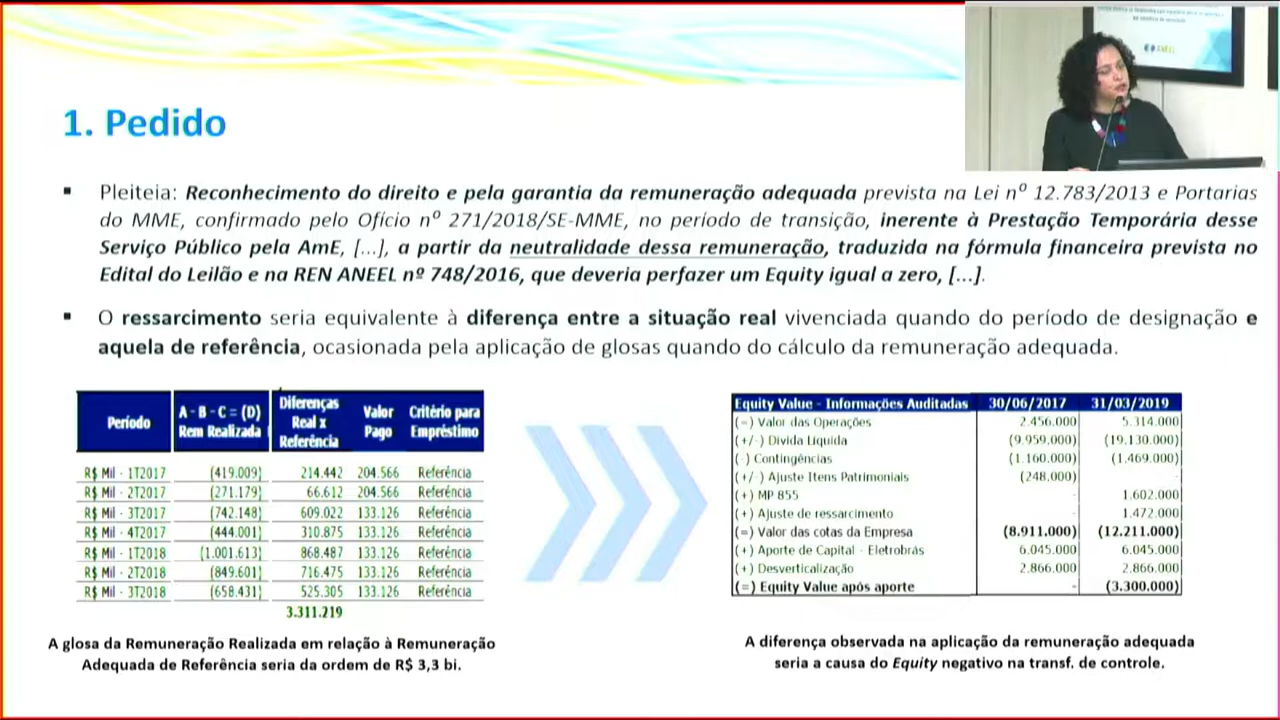 1. Pedido
▪ Pleiteia: Reconhecimento do direito e pela garantia da remuneração adequada prevista na Lei nº 12.783/2013 e Portarias
do MME, confirmado pelo Ofício nº 271/2018/SE-MME, no período de transição, inerente à Prestação Temporária desse
Serviço Público pela AmE, [...], a partir da neutralidade dessa remuneração, traduzida na fórmula financeira prevista no
Edital do Leilão e na REN ANEEL nº 748/2016, que deveria perfazer um Equity igual a zero, [...].
▪ O ressarcimento seria equivalente à diferença entre a situação real vivenciada quando do período de designação e
aquela de referência, ocasionada pela aplicação de glosas quando do cálculo da remuneração adequada.
Período A - B - C = (D) Rem Realizada Diferenças Real x Referência Valor Pago Critério para Empréstimo
R$ Mil - 1T2017 (419.009) 214.442 204.566 Referência
R$ Mil - 2T2017 (271.179) 66.612 204.566 Referência
R$ Mil - 3T2017 (742.148) 609.022 133.126 Referência
R$ Mil - 4T2017 (444.001) 310.875 133.126 Referência
R$ Mil - 1T2018 (1.001.613) 868.487 133.126 Referência
R$ Mil - 2T2018 (849.601) 716.475 133.126 Referência
R$ Mil - 3T2018 (658.431) 525.305 133.126 Referência
3.311.219
A glosa da Remuneração Realizada em relação à Remuneração
Adequada de Referência seria da ordem de R$ 3,3 bi.
Equity Value - Informações Auditadas 30/06/2017 31/03/2019
(=) Valor das Operações 2.456.000 5.314.000
(+/-) Divida Líquida (9.959.000) (19.130.000)
(-) Contingências (1.160.000) (1.469.000)
(+/-) Ajuste Itens Patrimoniais (248.000) -
(+) MP 855 - 1.602.000
(+) Ajuste de ressarcimento - 1.472.000
(=) Valor das cotas da Empresa (8.911.000) (12.211.000)
(+) Aporte de Capital - Eletrobrás 6.045.000 6.045.000
(+) Desverticalização 2.866.000 2.866.000
(=) Equity Value após aporte - (3.300.000)
A diferença observada na aplicação da remuneração adequada
seria a causa do Equity negativo na transf. de controle.